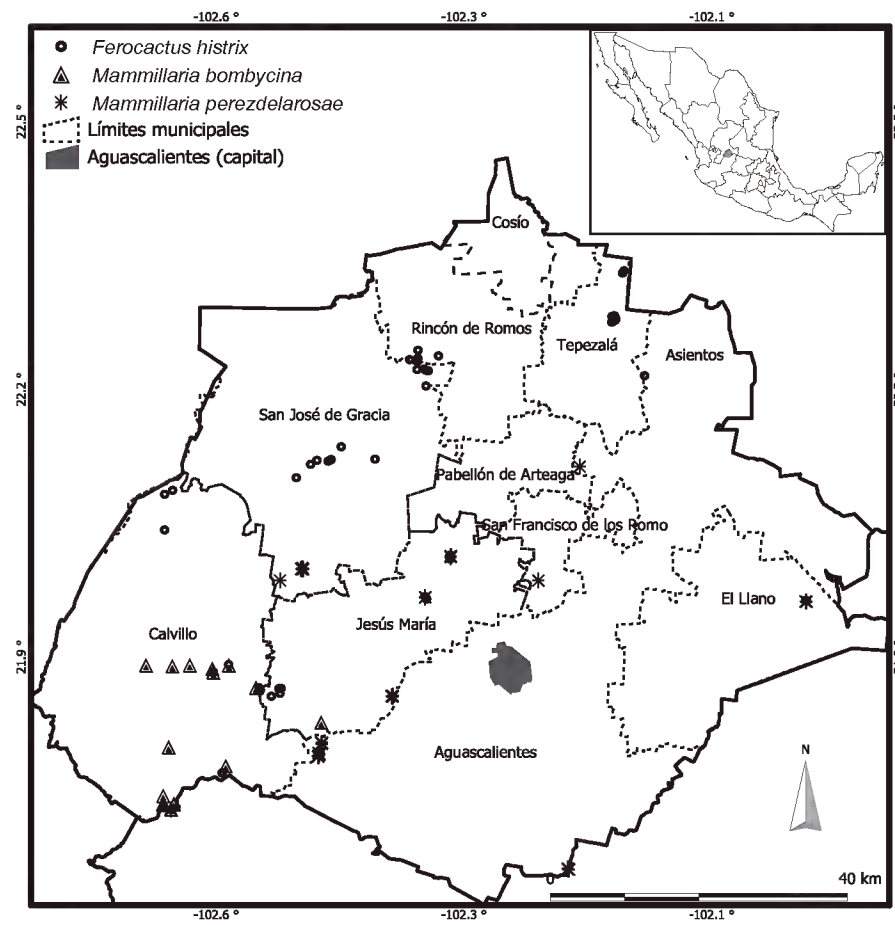 -102.6 ° -102.3 ° -102.1 °
Ferocactus histrix
Mammillaria bombycina
Mammillaria perezdelarosae
Límites municipales
Aguascalientes (capital)
22.5 °
Cosío
Rincón de Romos
Tepezalá
Asientos
22.2 °
San José de Gracia
Pabellón de Arteaga
San Francisco de los Romo
El Llano
Jesús María
Calvillo
21.9 °
Aguascalientes
N
0 40 km
-102.6 ° -102.3 ° -102.1 °